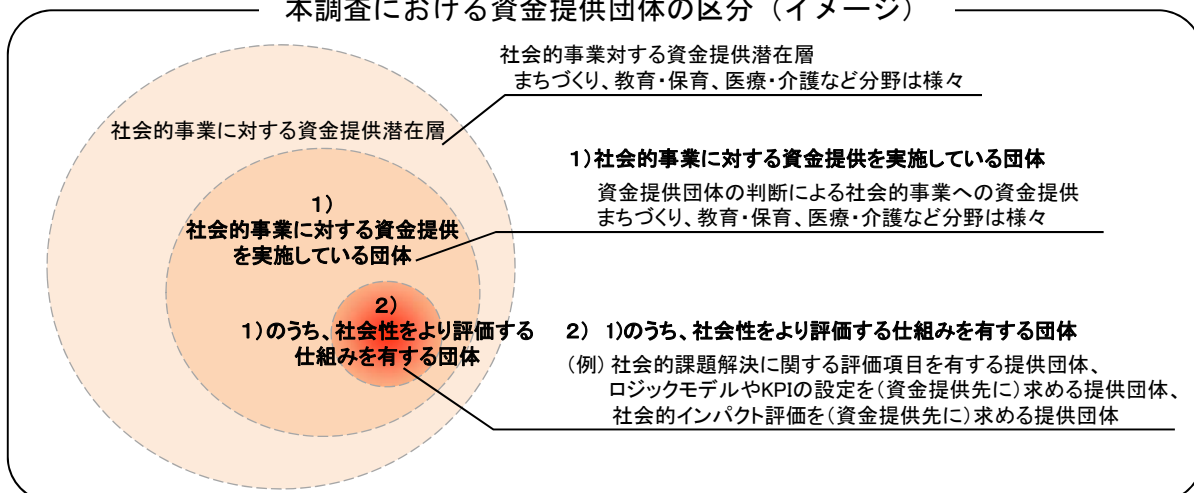 本調査における資金提供団体の区分（イメージ）
社会的事業対する資金提供潜在層
まちづくり、教育・保育、医療・介護など分野は様々
社会的事業に対する資金提供潜在層
1）
社会的事業に対する資金提供
を実施している団体
1）社会的事業に対する資金提供を実施している団体
資金提供団体の判断による社会的事業への資金提供
まちづくり、教育・保育、医療・介護など分野は様々
2）
1）のうち、社会性をより評価する
仕組みを有する団体
2） 1）のうち、社会性をより評価する仕組みを有する団体
（例）社会的課題解決に関する評価項目を有する提供団体、
ロジックモデルやKPIの設定を（資金提供先に）求める提供団体、
社会的インパクト評価を（資金提供先に）求める提供団体